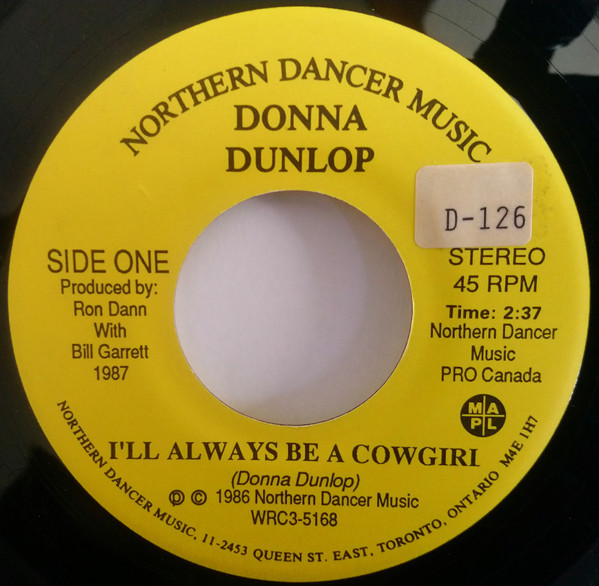 NORTHERN DANCER MUSIC
DONNA
DUNLOP
D-126
SIDE ONE
Produced by:
Ron Dann
With
Bill Garrett
1987
STEREO
45 RPM
Time: 2:37
Northern Dancer
Music
PRO Canada
M A
P L
I'LL ALWAYS BE A COWGIRl
(Donna Dunlop)
℗ © 1986 Northern Dancer Music
WRC3-5168
NORTHERN DANCER MUSIC, 11-2453 QUEEN ST. EAST, TORONTO, ONTARIO M4E 1H7